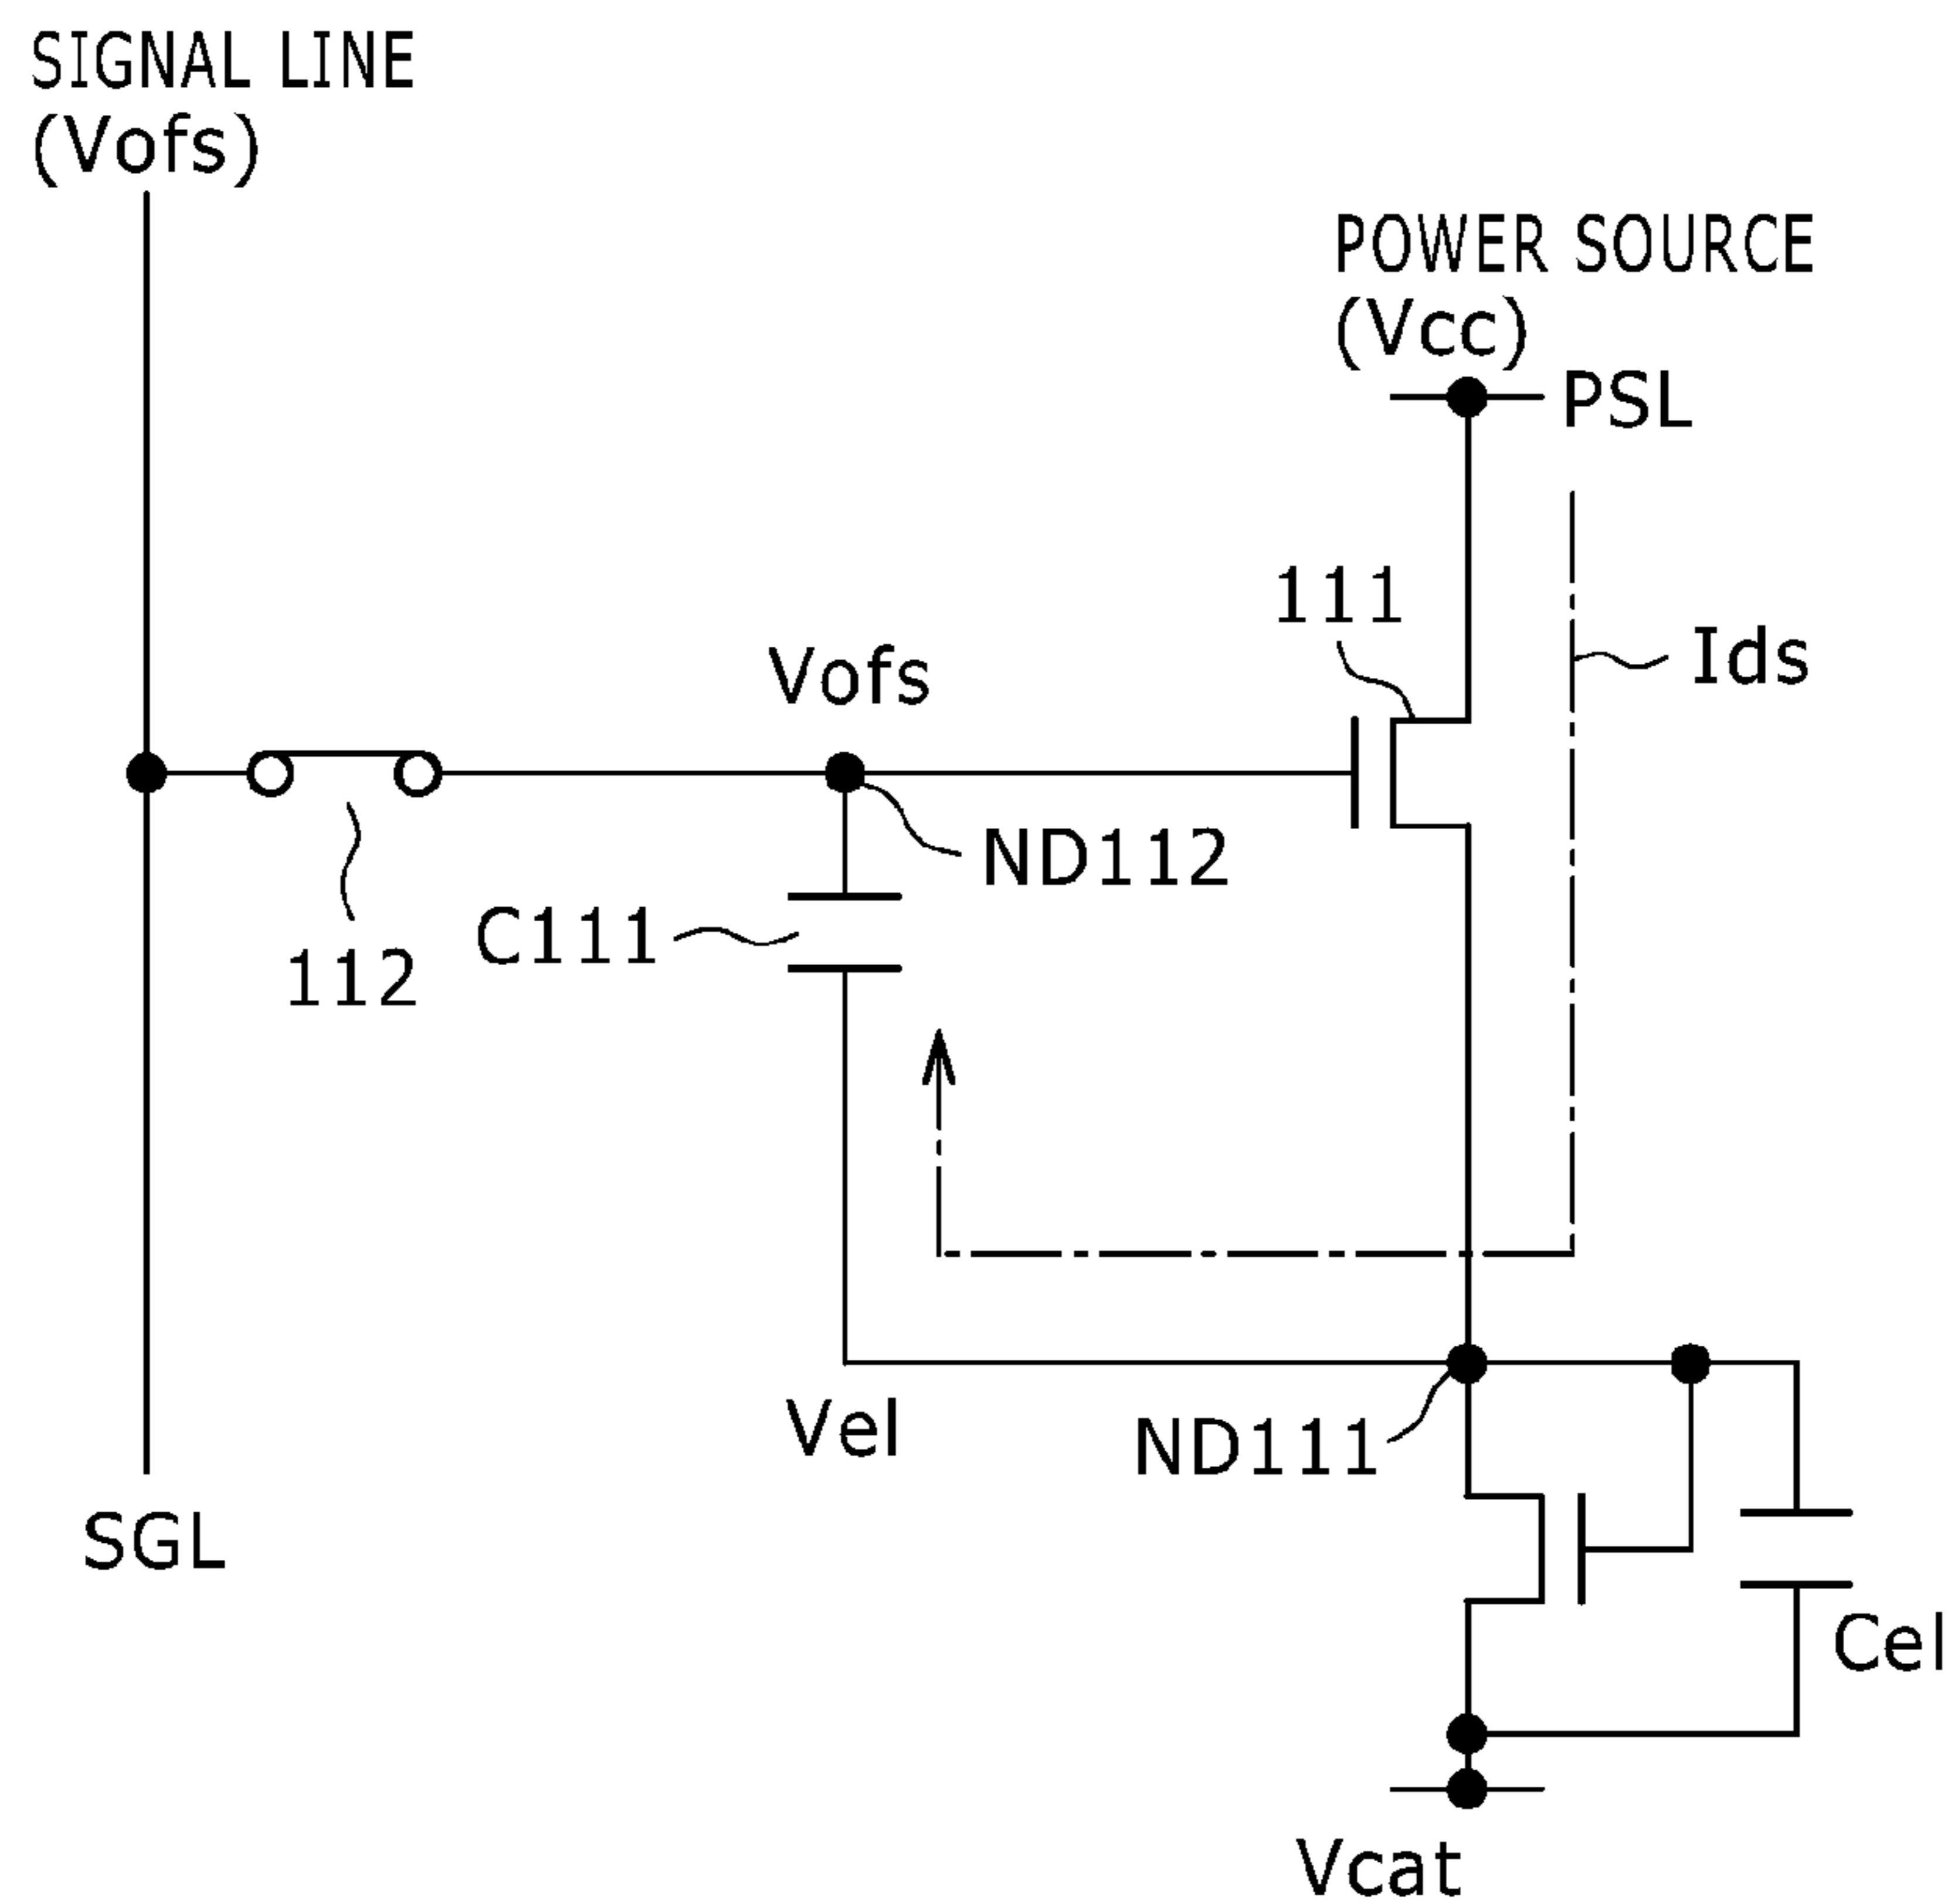 SIGNAL LINE
(Vofs)
POWER SOURCE
(Vcc)
PSL
111
Ids
Vofs
ND112
C111
112
Vel
ND111
SGL
Cel
Vcat